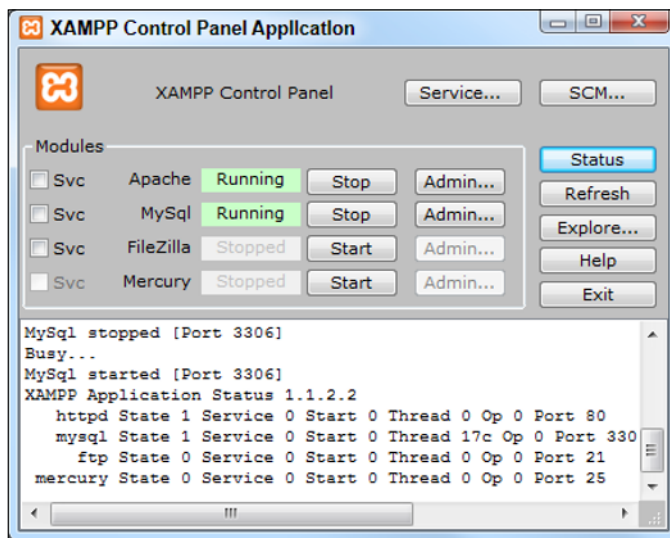 XAMPP Control Panel Application
XAMPP Control Panel Service... SCM...
Modules
Status
Svc Apache Running Stop Admin...
Refresh
Svc MySql Running Stop Admin...
Explore...
Svc FileZilla Stopped Start Admin...
Help
Svc Mercury Stopped Start Admin...
Exit
MySql stopped [Port 3306]
Busy...
MySql started [Port 3306]
XAMPP Application Status 1.1.2.2
httpd State 1 Service 0 Start 0 Thread 0 Op 0 Port 80
mysql State 1 Service 0 Start 0 Thread 17c Op 0 Port 330
ftp State 0 Service 0 Start 0 Thread 0 Op 0 Port 21
mercury State 0 Service 0 Start 0 Thread 0 Op 0 Port 25